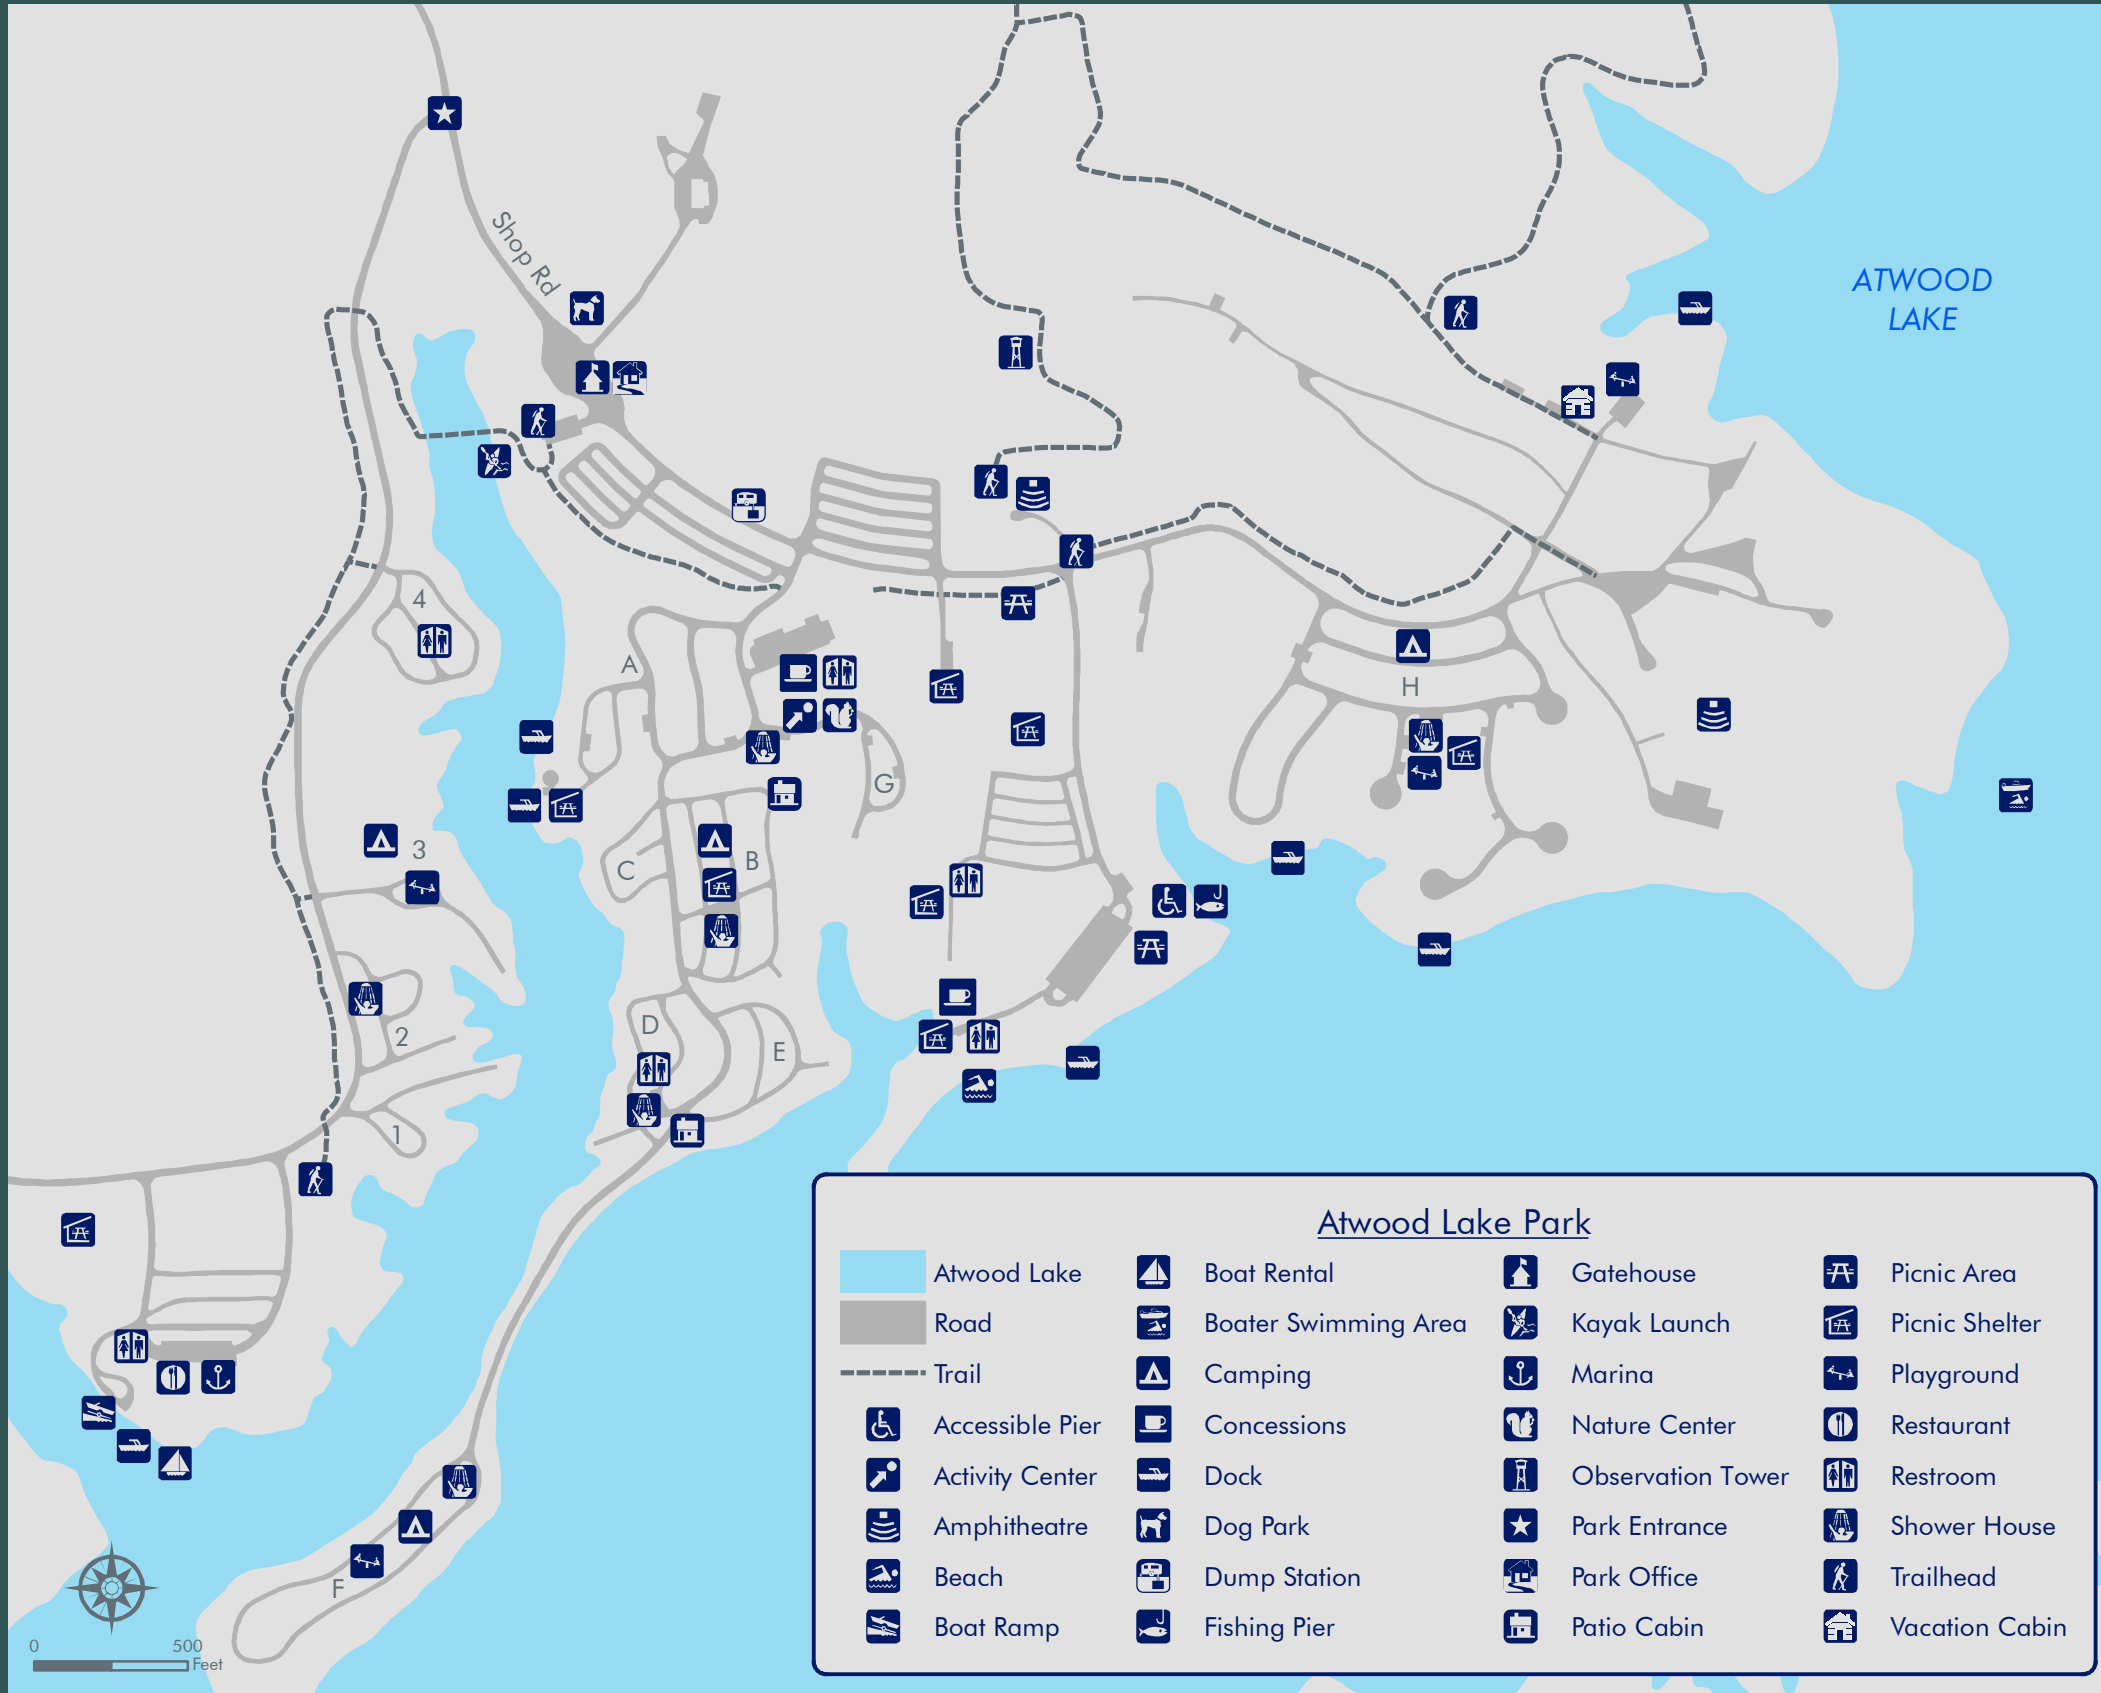 Shop Rd
ATWOOD
LAKE
4
A
H
G
3
B
C
D
2
E
1
F
0 500
Feet
Atwood Lake Park
Atwood Lake
Road
Trail
Accessible Pier
Activity Center
Amphitheatre
Beach
Boat Ramp
Boat Rental
Boater Swimming Area
Camping
Concessions
Dock
Dog Park
Dump Station
Fishing Pier
Gatehouse
Kayak Launch
Marina
Nature Center
Observation Tower
Park Entrance
Park Office
Patio Cabin
Picnic Area
Picnic Shelter
Playground
Restaurant
Restroom
Shower House
Trailhead
Vacation Cabin